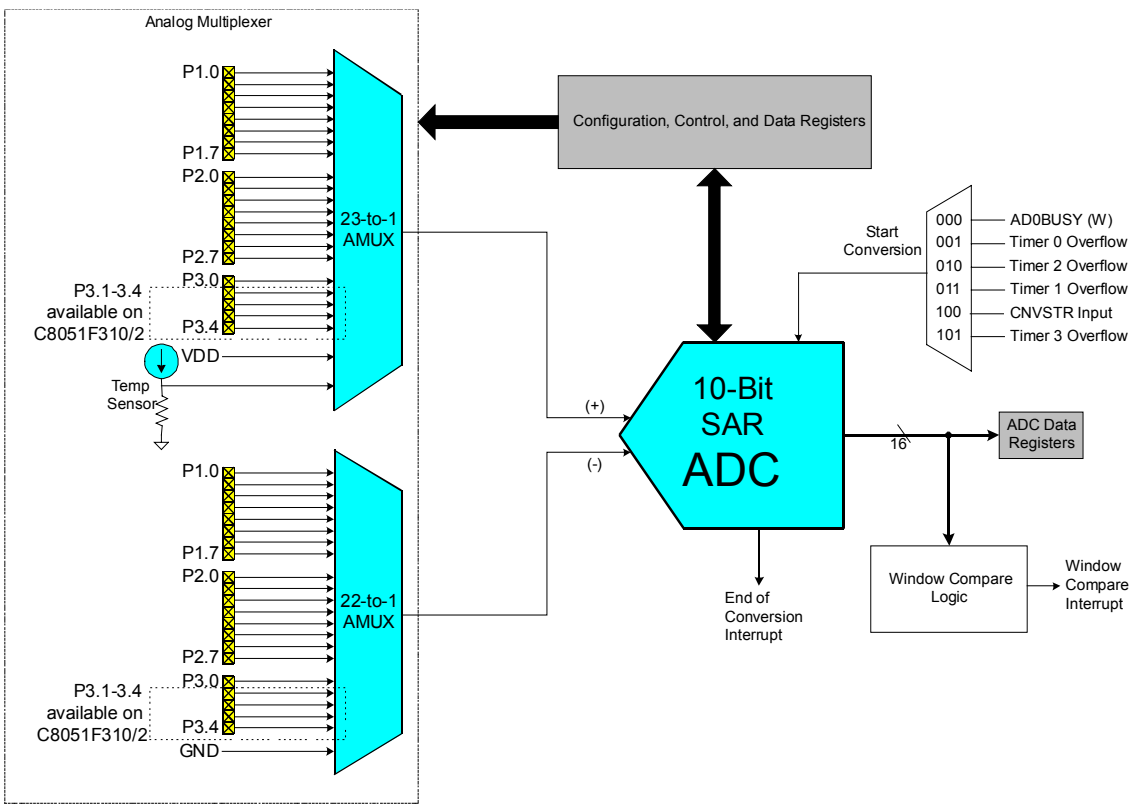 Analog Multiplexer
P1.0
P1.7
P2.0
P2.7
P3.0
P3.1-3.4
available on
C8051F310/2
P3.4
VDD
Temp
Sensor
23-to-1
AMUX
Configuration, Control, and Data Registers
Start
Conversion
000 AD0BUSY (W)
001 Timer 0 Overflow
010 Timer 2 Overflow
011 Timer 1 Overflow
100 CNVSTR Input
101 Timer 3 Overflow
(+)
(-)
10-Bit
SAR
ADC
16
ADC Data
Registers
End of
Conversion
Interrupt
Window Compare
Logic
Window
Compare
Interrupt
P1.0
P1.7
P2.0
P2.7
P3.0
P3.1-3.4
available on
C8051F310/2
P3.4
GND
22-to-1
AMUX